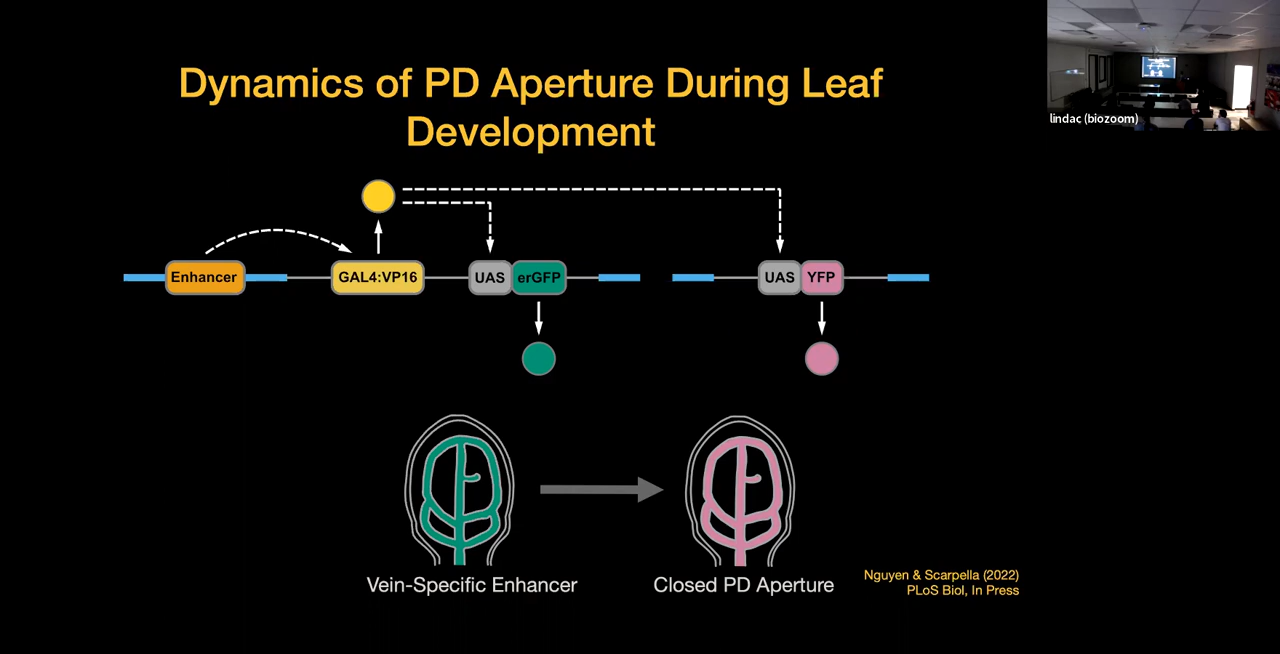 Dynamics of PD Aperture During Leaf
Development
lindac (biozoom)
Enhancer
GAL4:VP16
UAS
erGFP
UAS
YFP
Vein-Specific Enhancer
Closed PD Aperture
Nguyen & Scarpella (2022)
PLoS Biol, In Press